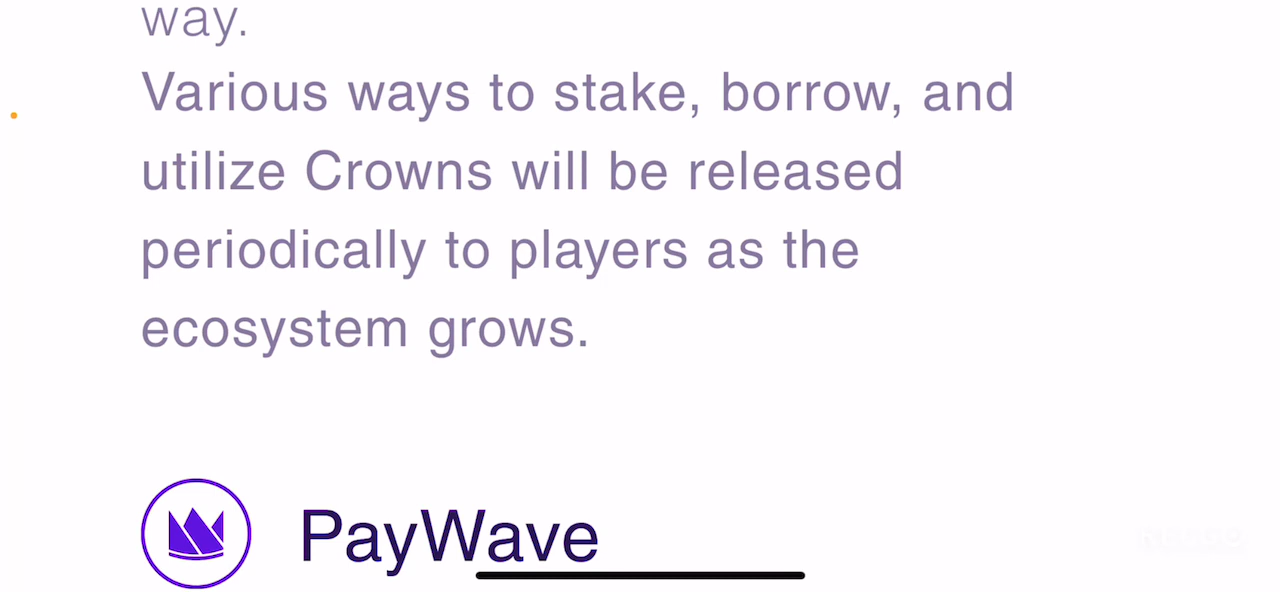 way.
Various ways to stake, borrow, and
utilize Crowns will be released
periodically to players as the
ecosystem grows.
PayWave